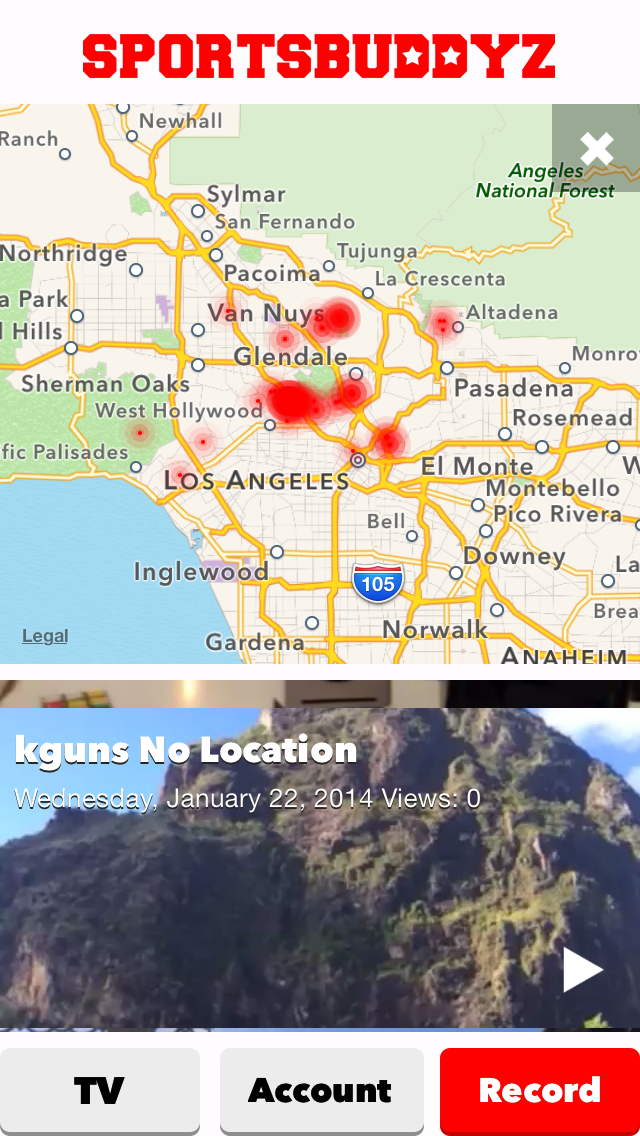 SPORTSBUDDYZ
Newhall
Ranch
Angeles
National Forest
Sylmar
San Fernando
Northridge
Tujunga
Pacoima
La Crescenta
a Park
Van Nuys
Altadena
l Hills
Glendale
Monro
Sherman Oaks
Pasadena
West Hollywood
Rosemead
fic Palisades
El Monte
W
LOS ANGELES
Montebello
Pico Rivera
Bell
Downey
Inglewood
La
105
Brea
Legal
Gardena
Norwalk
ANAHEIM
kguns No Location
Wednesday, January 22, 2014 Views: 0
TV
Account
Record